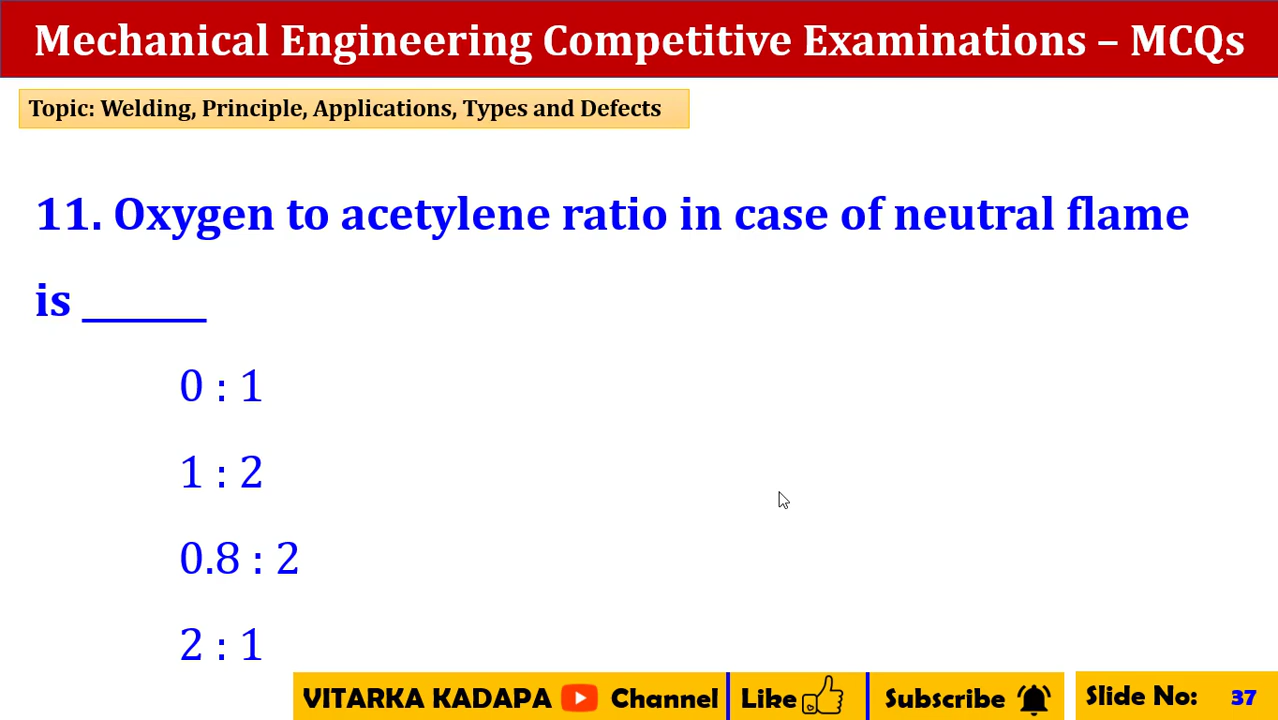 Mechanical Engineering Competitive Examinations – MCQs
Topic: Welding, Principle, Applications, Types and Defects
11. Oxygen to acetylene ratio in case of neutral flame
is ______
0 : 1
1 : 2
0.8 : 2
2 : 1
VITARKA KADAPA Channel Like Subscribe Slide No: 37